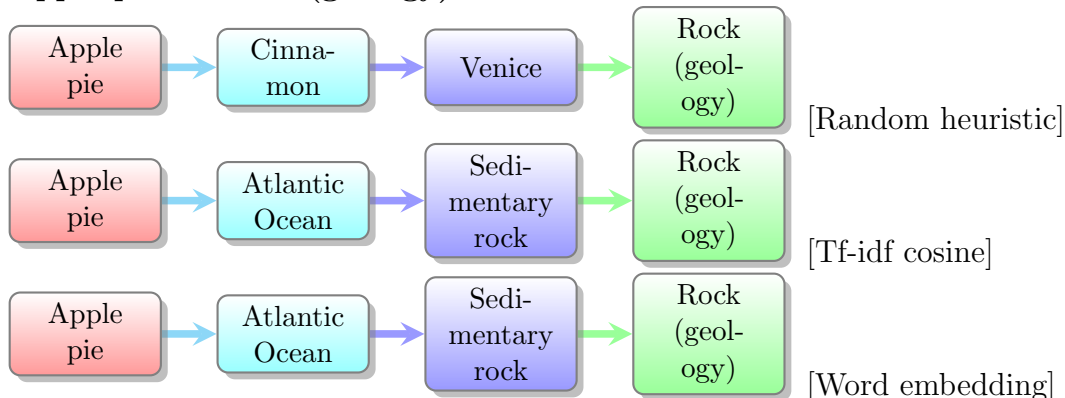 Apple
pie
Cinna-
mon
Venice
Rock
(geol-
ogy)
[Random heuristic]
Apple
pie
Atlantic
Ocean
Sedi-
mentary
rock
Rock
(geol-
ogy)
[Tf-idf cosine]
Apple
pie
Atlantic
Ocean
Sedi-
mentary
rock
Rock
(geol-
ogy)
[Word embedding]